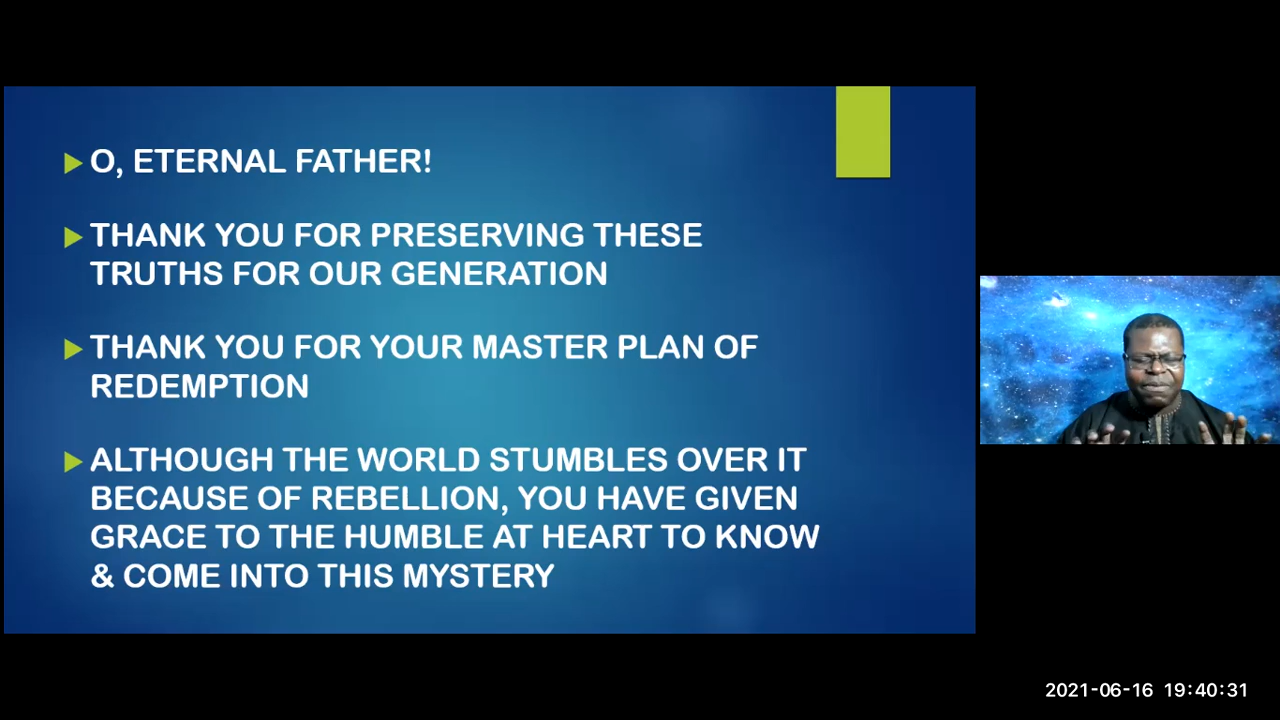 O, ETERNAL FATHER!
THANK YOU FOR PRESERVING THESE
TRUTHS FOR OUR GENERATION
THANK YOU FOR YOUR MASTER PLAN OF
REDEMPTION
ALTHOUGH THE WORLD STUMBLES OVER IT
BECAUSE OF REBELLION, YOU HAVE GIVEN
GRACE TO THE HUMBLE AT HEART TO KNOW
& COME INTO THIS MYSTERY
2021-06-16 19:40:31